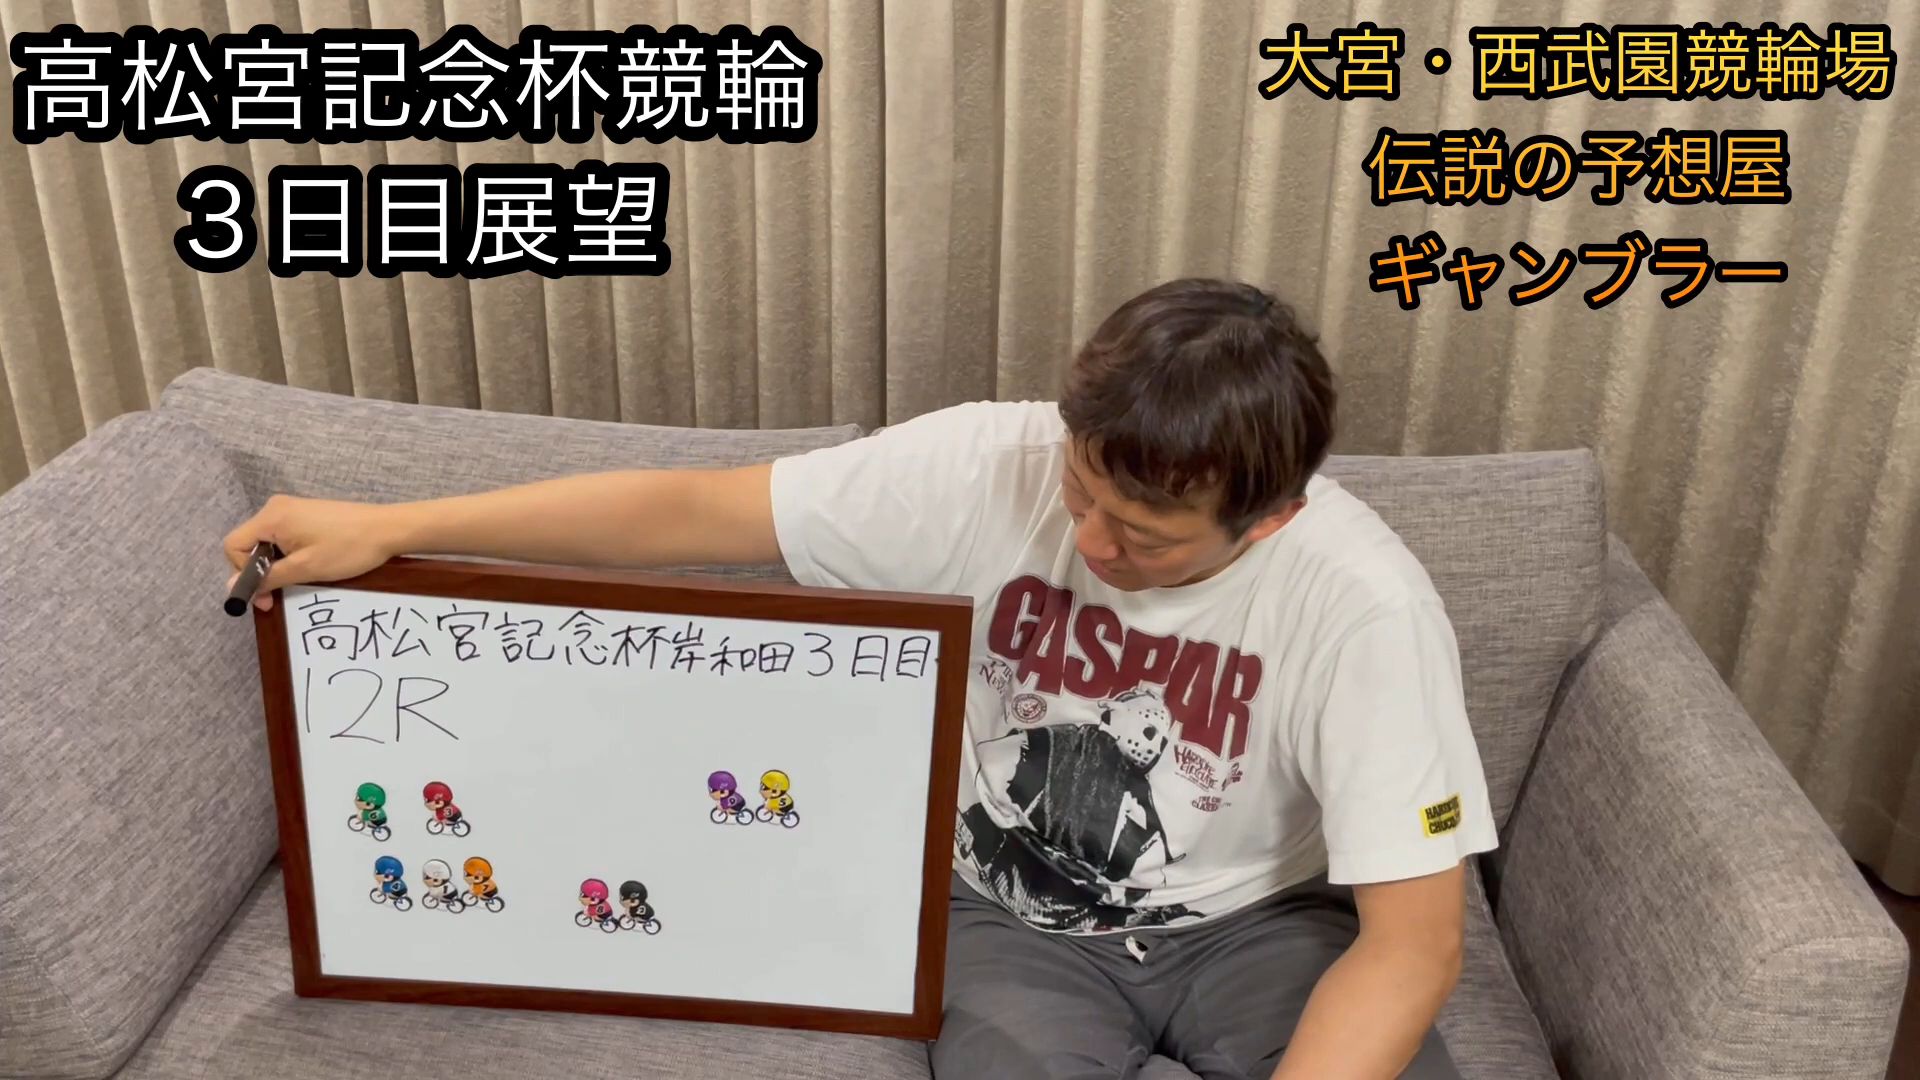 高松宮記念杯競輪
３日目展望
大宮・西武園競輪場
伝説の予想屋
ギャンブラー
高松宮記念杯岸和田3日目
12R
GASPAR